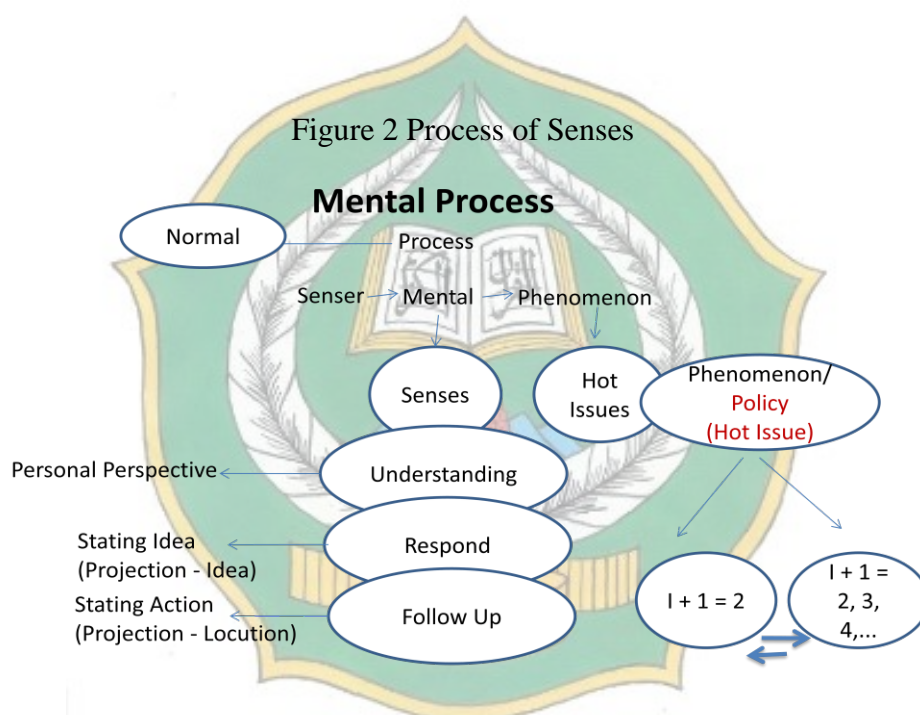 Figure 2 Process of Senses
Mental Process
Normal
Process
Senser
Mental
Phenomenon
Senses
Hot
Issues
Phenomenon/
Policy
(Hot Issue)
Personal Perspective
Understanding
Stating Idea
(Projection - Idea)
Respond
Stating Action
(Projection - Locution)
Follow Up
I + 1 = 2
I + 1 =
2, 3,
4,...